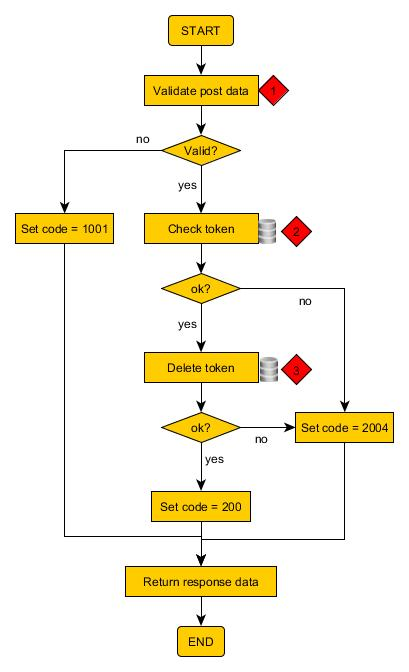 START
Validate post data
1
no
Valid?
yes
Set code = 1001
Check token
2
ok?
no
yes
Delete token
3
ok?
no
Set code = 2004
yes
Set code = 200
Return response data
END